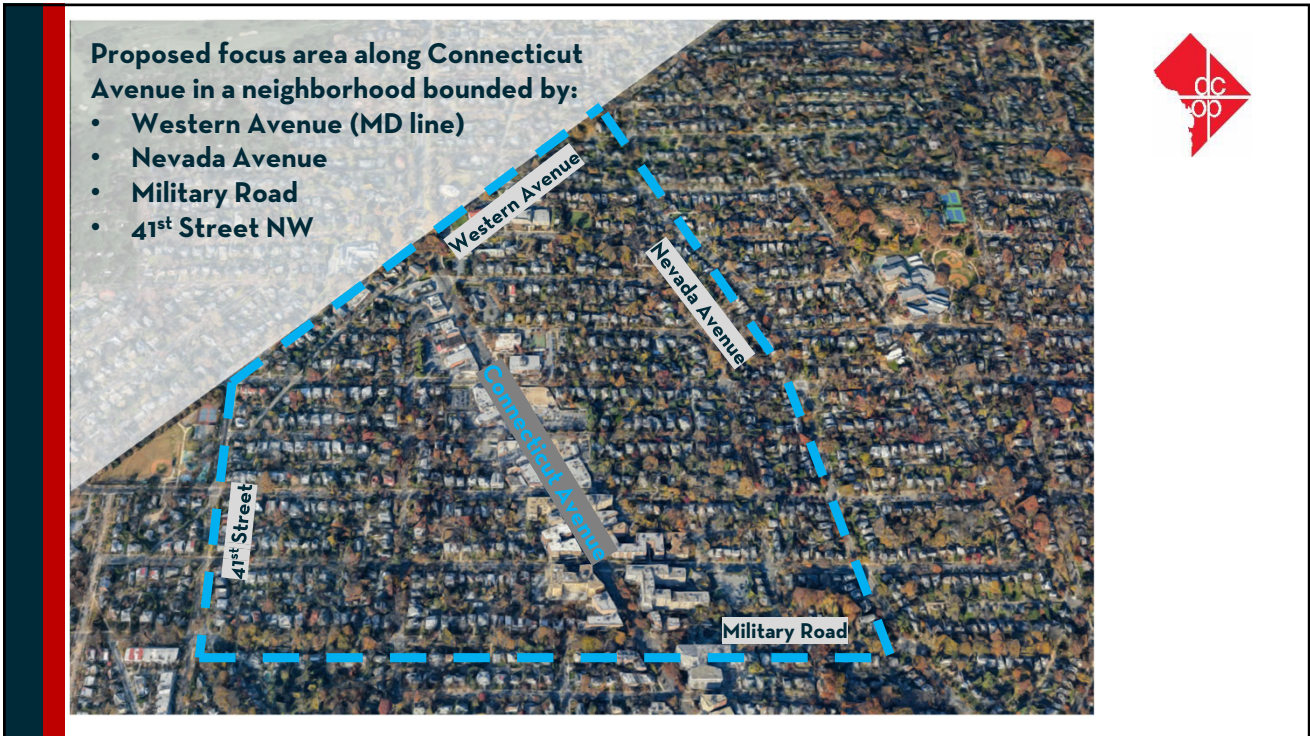 Proposed focus area along Connecticut
Avenue in a neighborhood bounded by:
• Western Avenue (MD line)
• Nevada Avenue
• Military Road
• 41st Street NW
dc
op
Western Avenue
Nevada Avenue
Connecticut Avenue
41st Street
Military Road